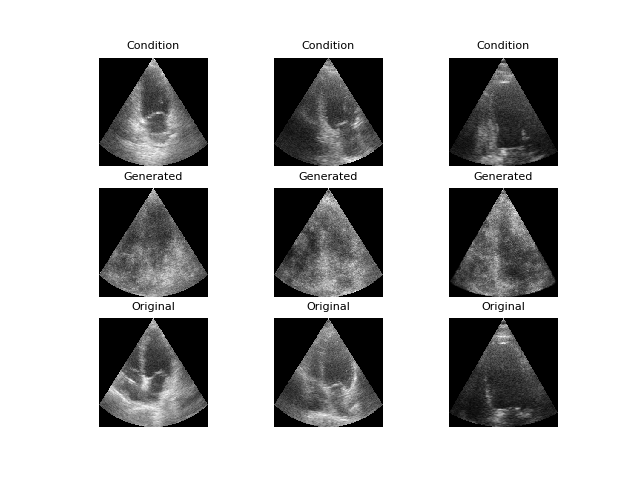 Condition Condition Condition
Generated Generated Generated
Original Original Original